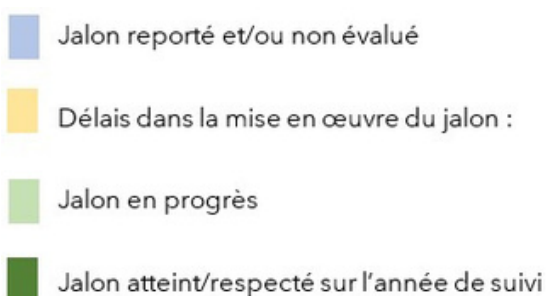 Jalon reporté et/ou non évalué
Délais dans la mise en œuvre du jalon :
Jalon en progrès
Jalon atteint/respecté sur l'année de suivi